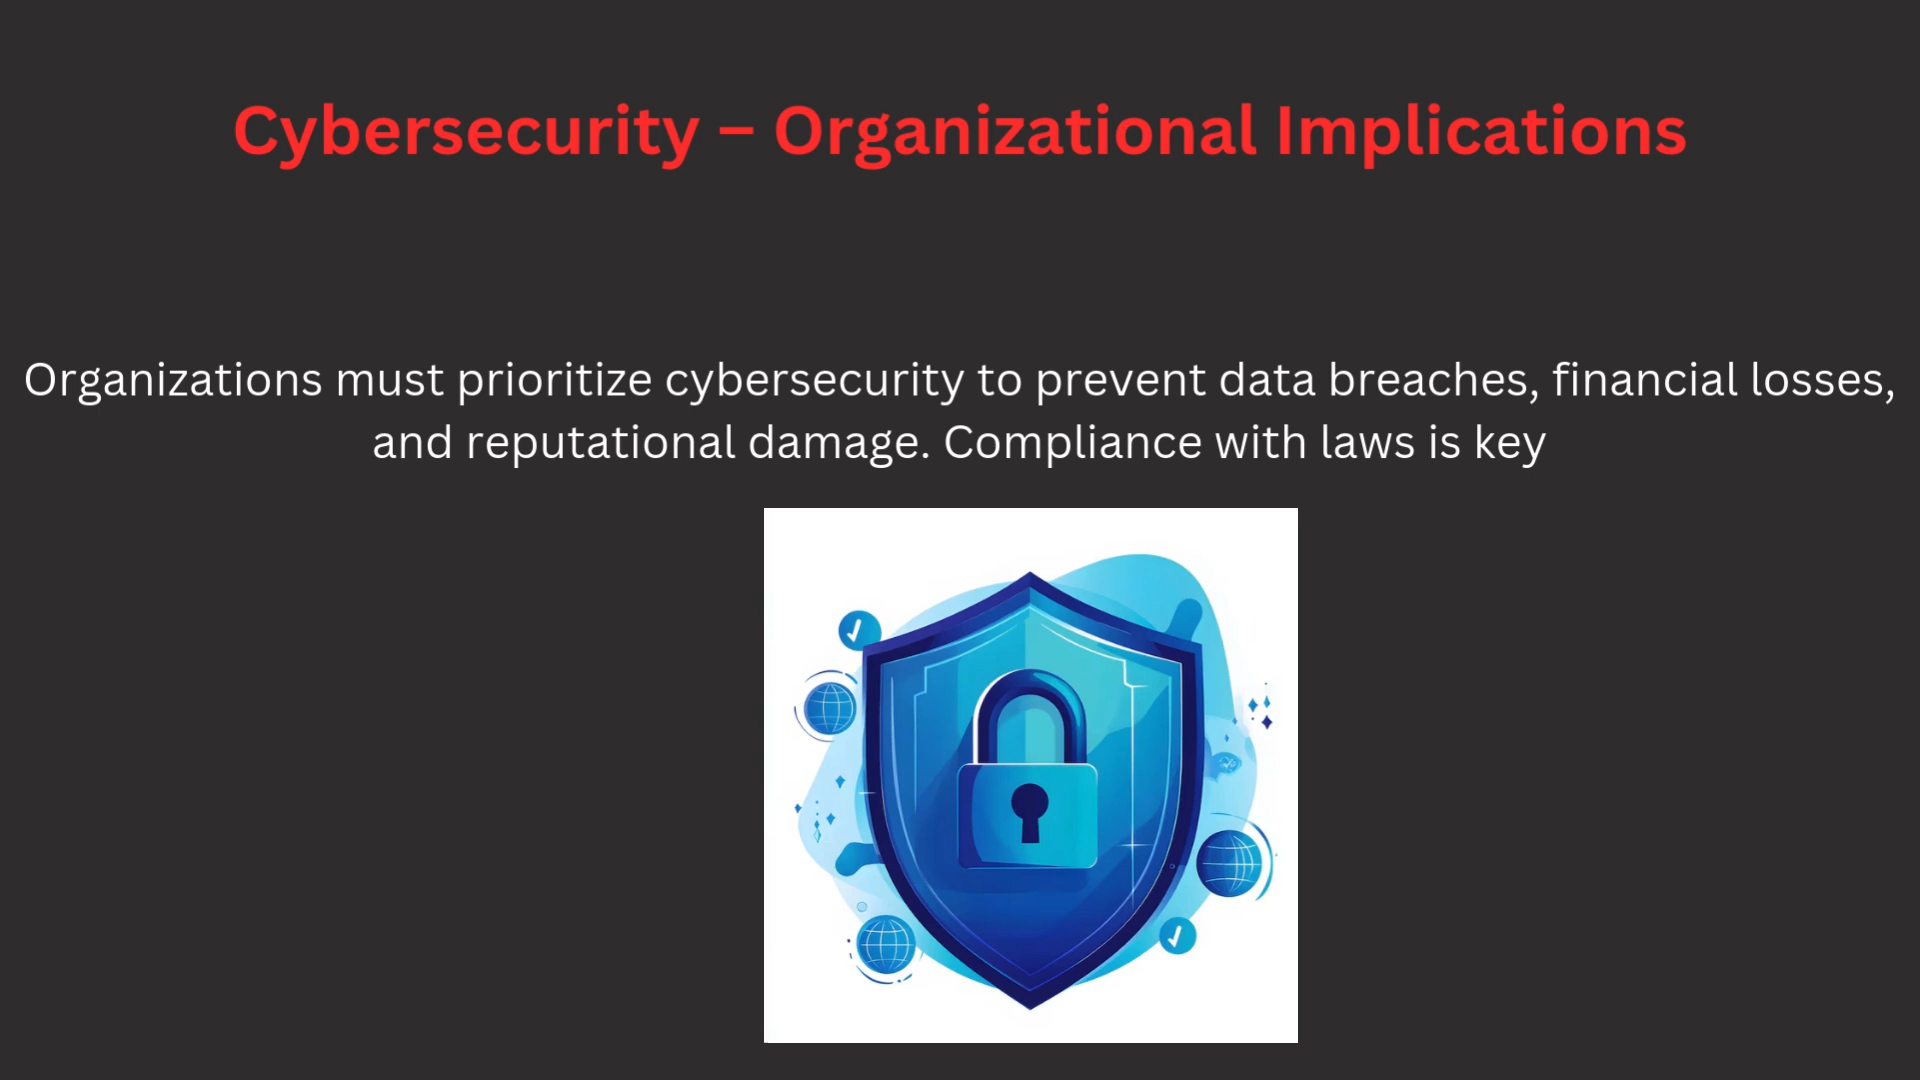 Cybersecurity – Organizational Implications
Organizations must prioritize cybersecurity to prevent data breaches, financial losses,
and reputational damage. Compliance with laws is key